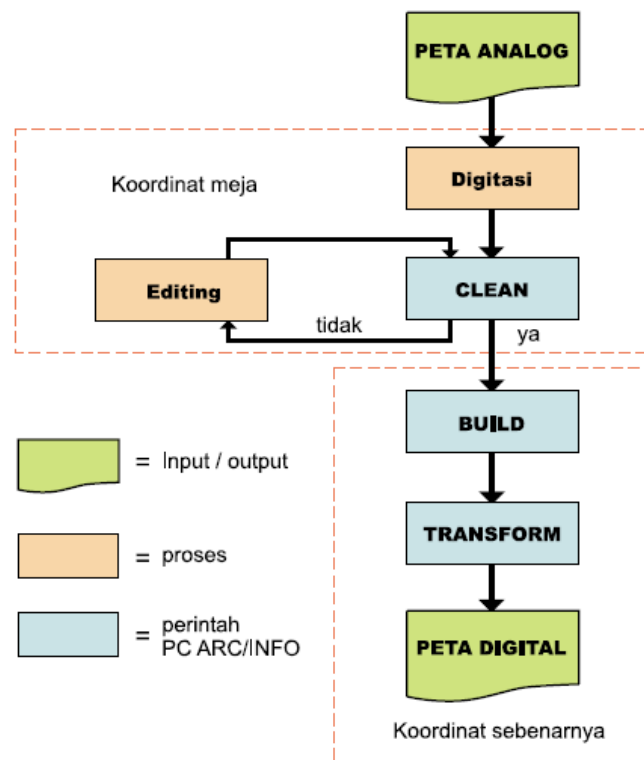 PETA ANALOG
Koordinat meja
Digitasi
Editing
CLEAN
tidak
ya
BUILD
= Input / output
TRANSFORM
= proses
= perintah
PC ARC/INFO
PETA DIGITAL
Koordinat sebenarnya